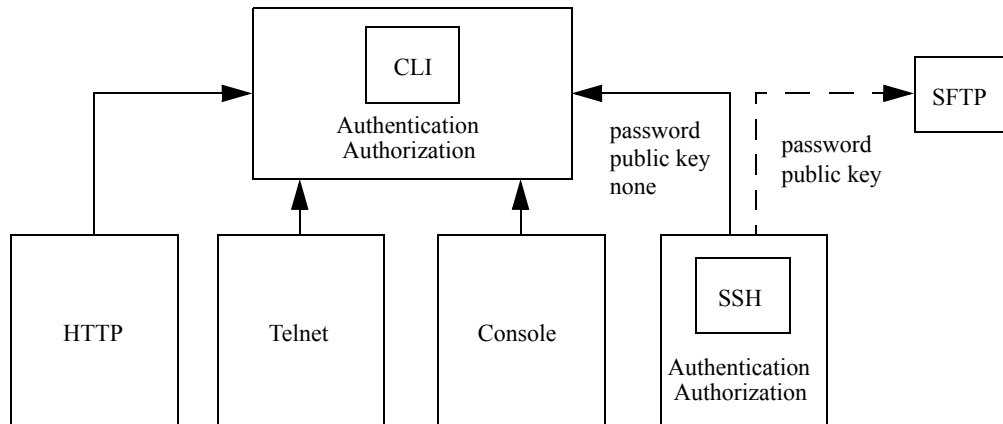 CLI
Authentication
Authorization
SFTP
password
public key
none
password
public key
HTTP
Telnet
Console
SSH
Authentication
Authorization